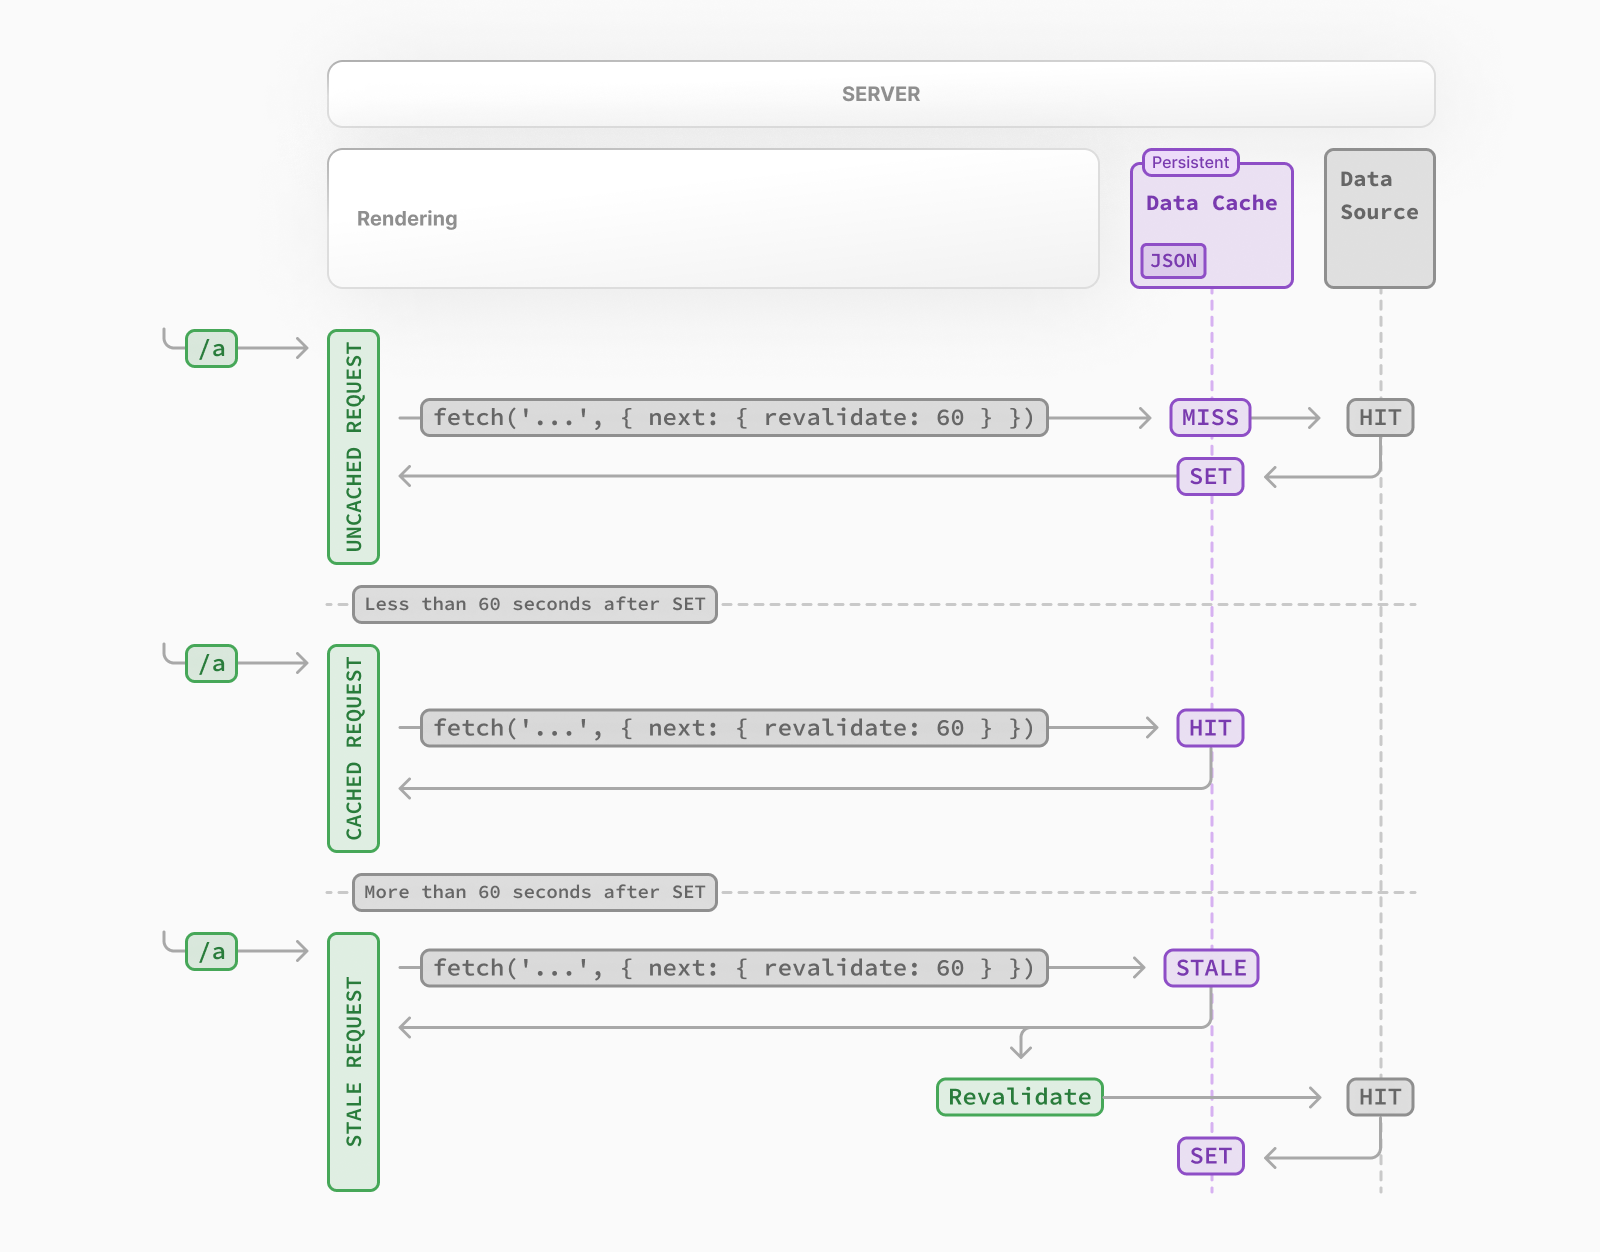 SERVER
Rendering
Persistent
Data Cache
JSON
Data
Source
/a
UNCACHED REQUEST
fetch('...', { next: { revalidate: 60 } })
MISS
HIT
SET
Less than 60 seconds after SET
/a
CACHED REQUEST
fetch('...', { next: { revalidate: 60 } })
HIT
More than 60 seconds after SET
/a
STALE REQUEST
fetch('...', { next: { revalidate: 60 } })
STALE
Revalidate
HIT
SET